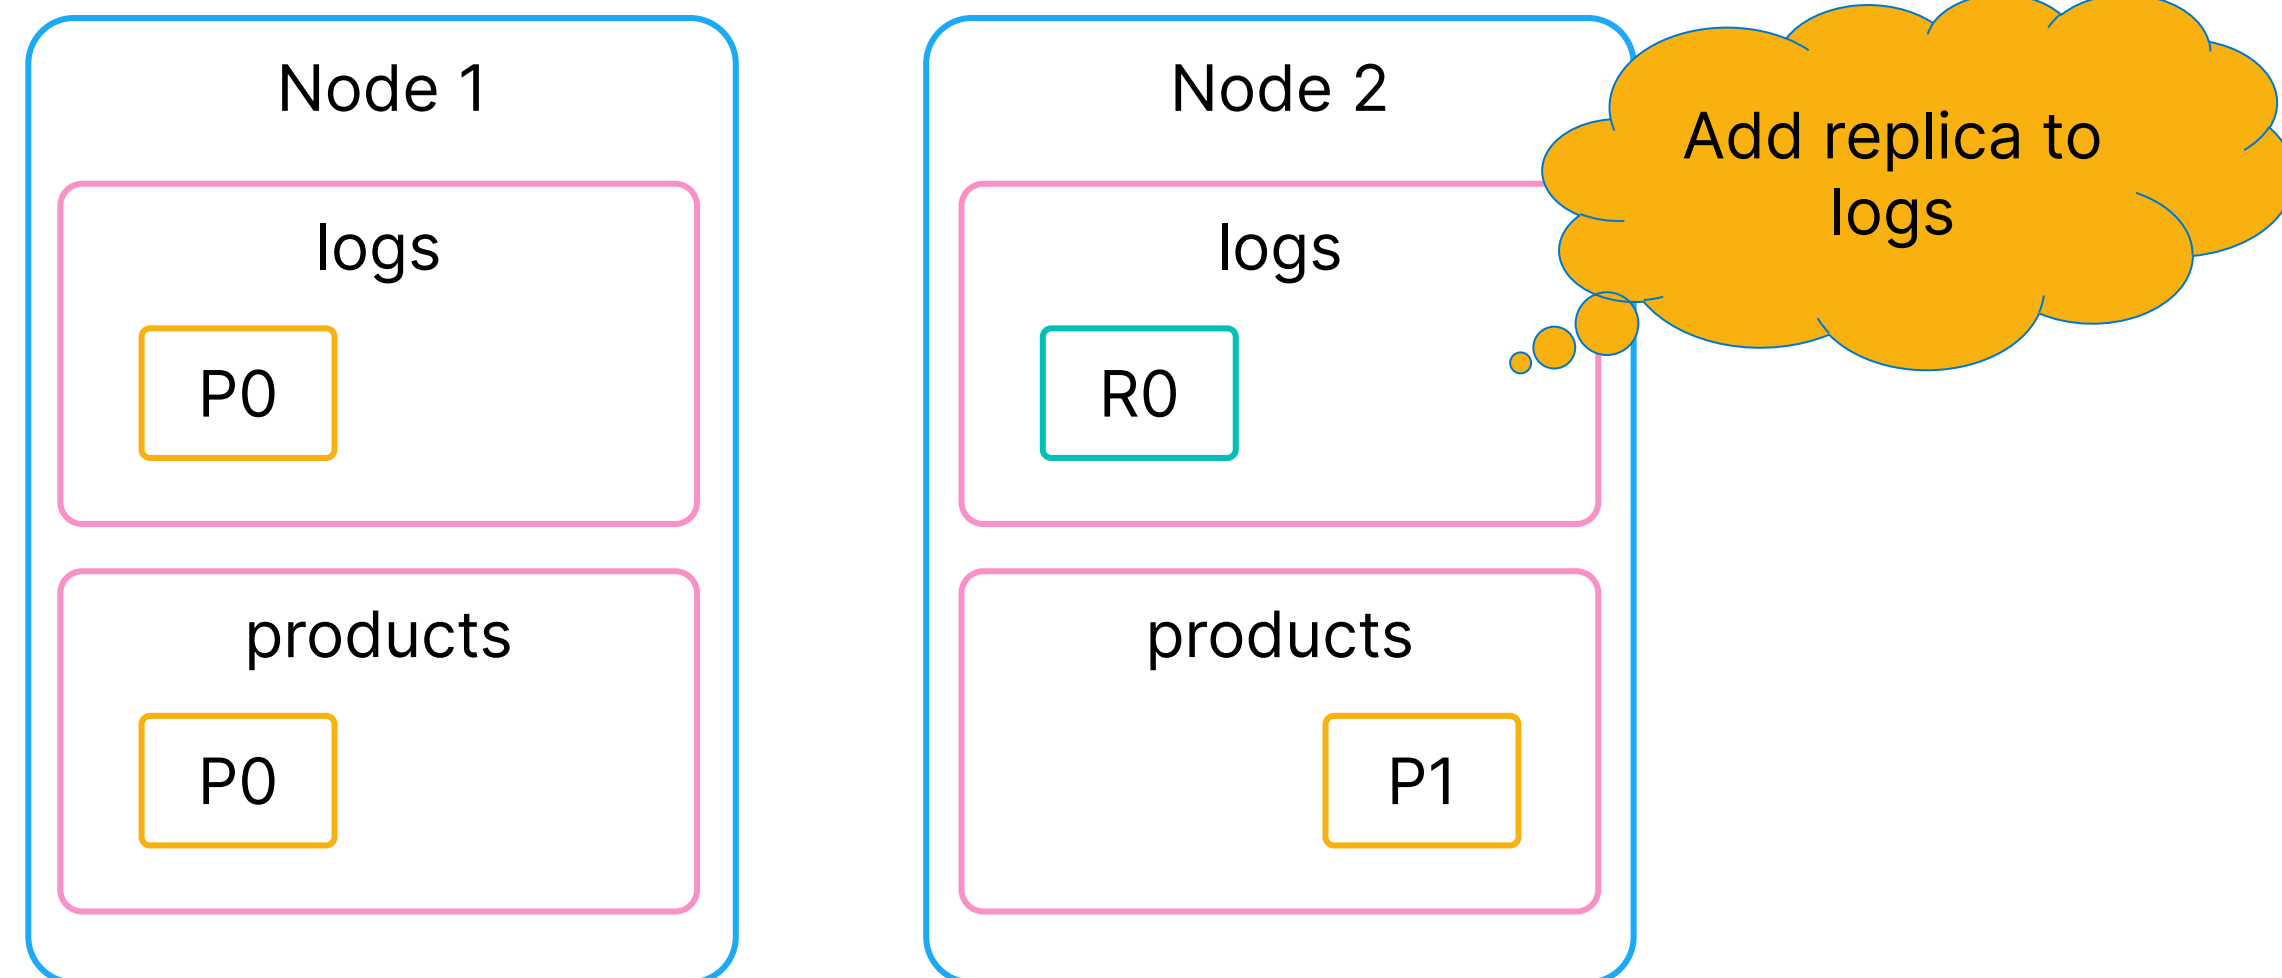 Node 1
logs
P0
products
P0
Node 2
logs
R0
products
P1
Add replica to
logs